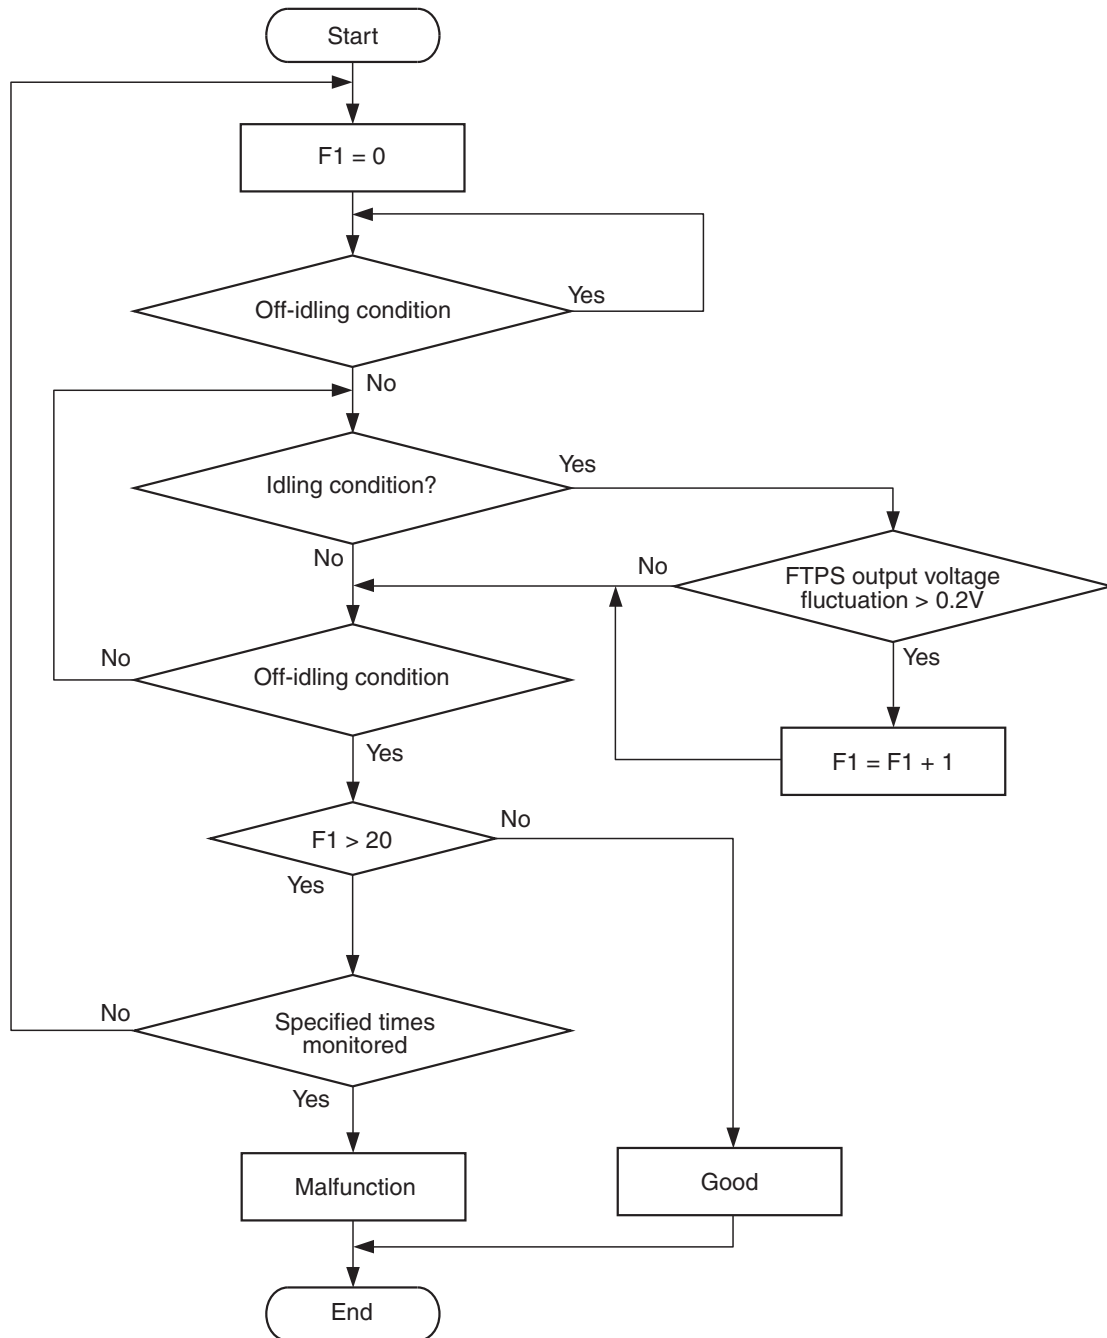 Start
F1 = 0
Off-idling condition
Yes
No
Idling condition?
Yes
No
No
FTPS output voltage
fluctuation > 0.2V
Yes
No
Off-idling condition
Yes
F1 = F1 + 1
F1 > 20
No
Yes
No
Specified times
monitored
Yes
Malfunction
Good
End